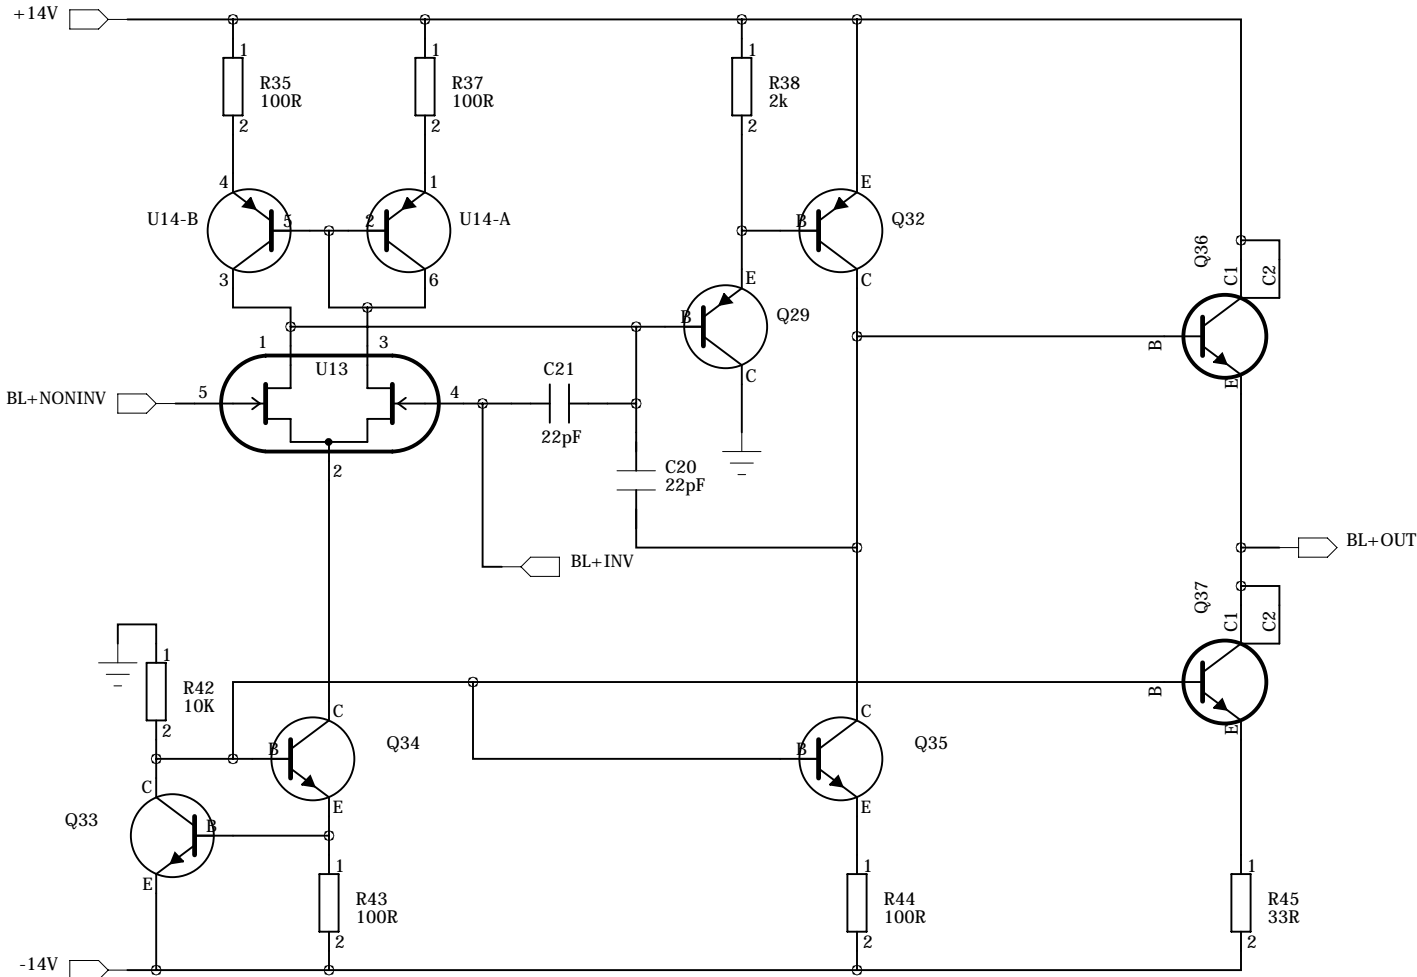 +14V
1
R35
100R
2
1
R37
100R
2
1
R38
2k
2
4
U14-B
5
3
1
2
U14-A
6
E
B
Q32
C
E
B
Q29
C
Q36
C1
C2
B
E
1
3
U13
BL+NONINV
5
4
2
C21
22pF
C20
22pF
BL+INV
BL+OUT
Q37
C1
C2
B
E
1
R42
10K
2
C
B
Q34
E
C
B
Q35
E
C
Q33
B
E
1
R43
100R
2
1
R44
100R
2
1
R45
33R
2
-14V